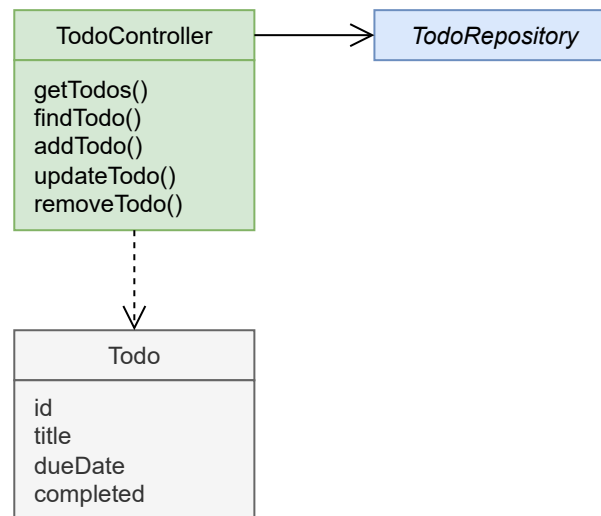 TodoController
TodoRepository
getTodos()
findTodo()
addTodo()
updateTodo()
removeTodo()
Todo
id
title
dueDate
completed